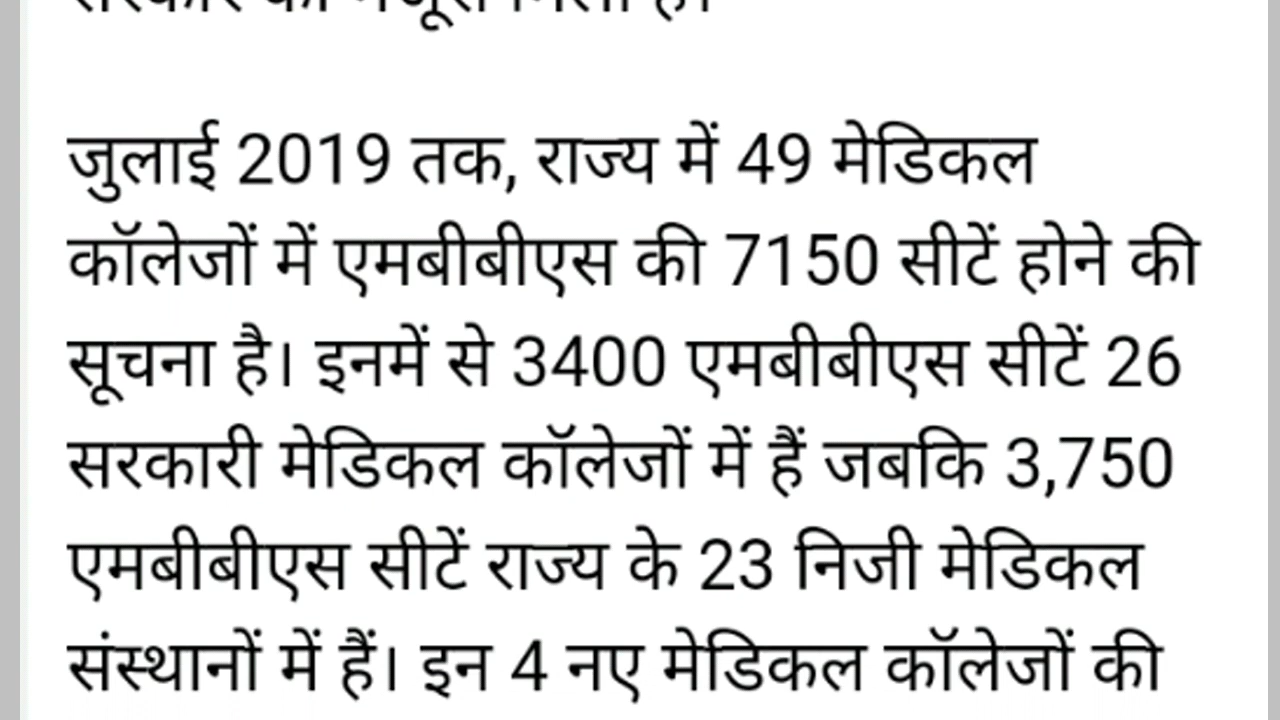 जुलाई 2019 तक, राज्य में 49 मेडिकल
कॉलेजों में एमबीबीएस की 7150 सीटें होने की
सूचना है। इनमें से 3400 एमबीबीएस सीटें 26
सरकारी मेडिकल कॉलेजों में हैं जबकि 3,750
एमबीबीएस सीटें राज्य के 23 निजी मेडिकल
संस्थानों में हैं। इन 4 नए मेडिकल कॉलेजों की